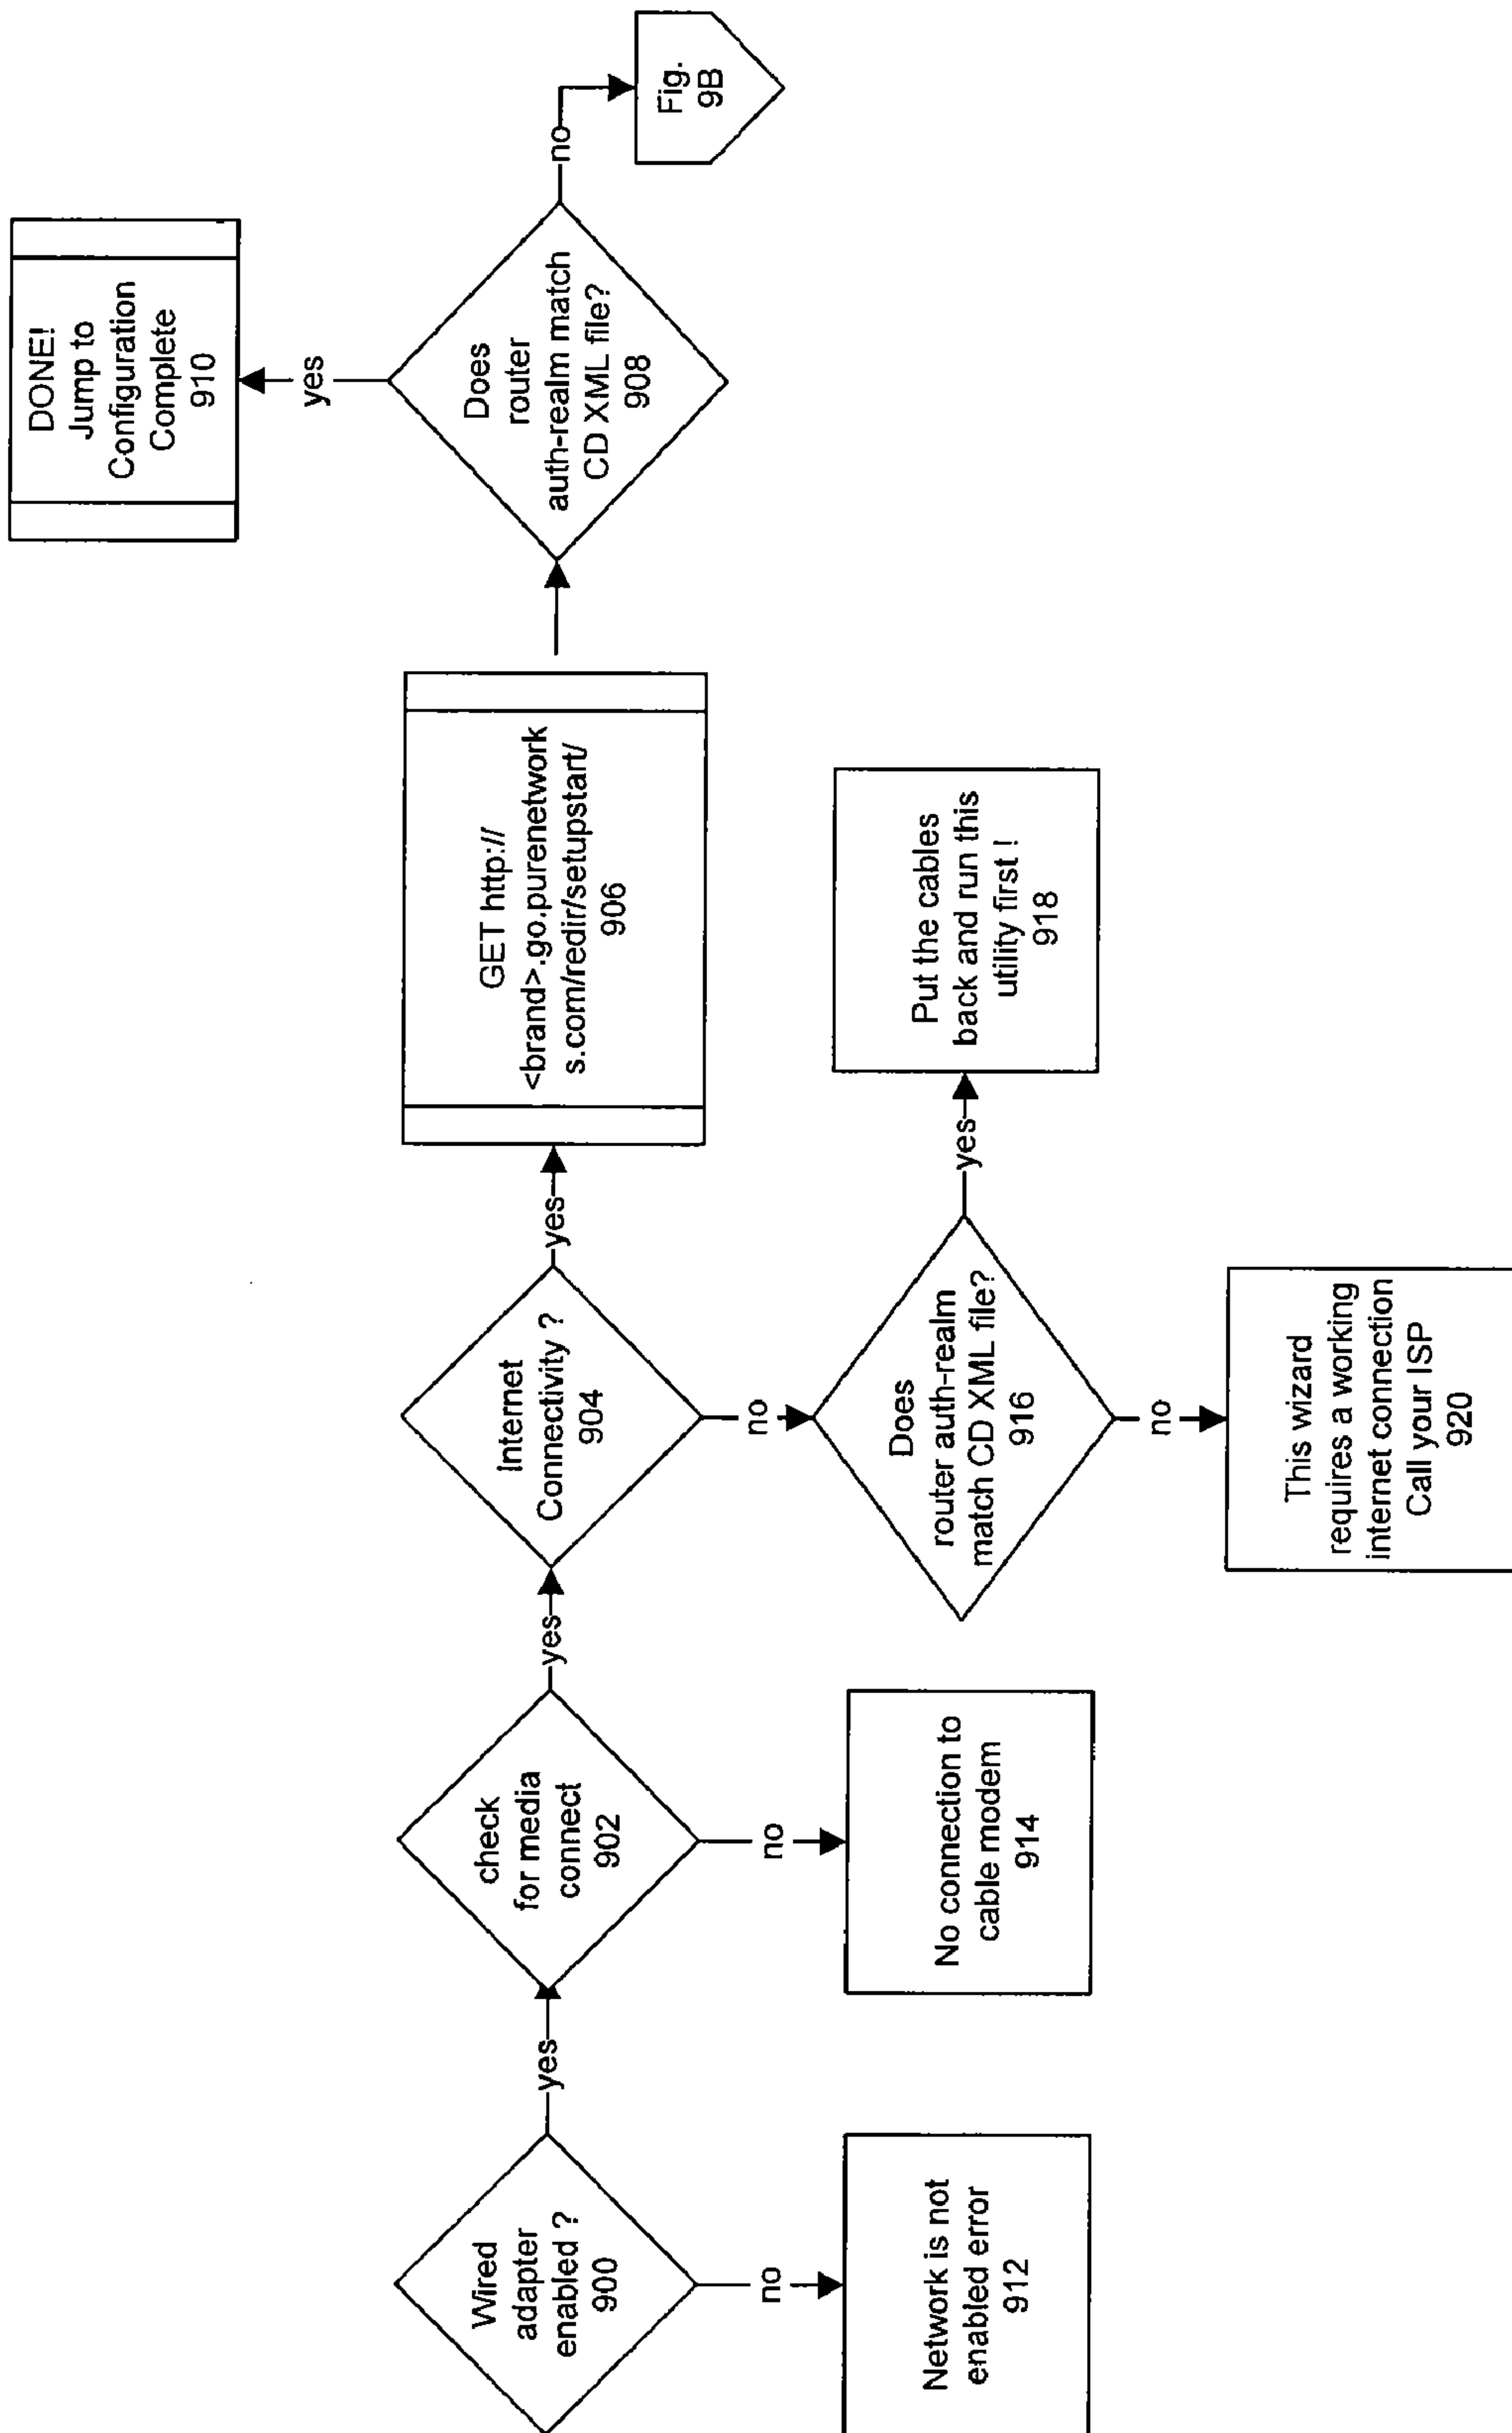 DONE!
Jump to
Configuration
Complete
910
Wired
adapter
enabled ?
900
yes
check
for media
connect
902
yes
Internet
Connectivity ?
904
yes
GET http://
<brand>.go.purenetwork
s.com/redir/setupstart/
906
Does
router
auth-realm match
CD XML file?
908
yes
no
Fig.
9B
no
Network is not
enabled error
912
no
No connection to
cable modem
914
no
Does
router auth-realm
match CD XML file?
916
yes
Put the cables
back and run this
utility first !
918
no
This wizard
requires a working
internet connection
Call your ISP
920